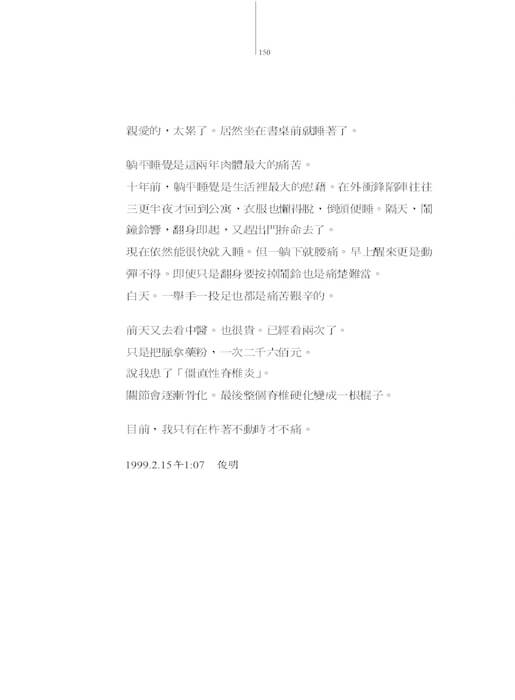 150
親愛的，太累了。居然坐在書桌前就睡著了。
躺平睡覺是這兩年肉體最大的痛苦。
十年前，躺平睡覺是生活裡最大的慰藉。在外衝鋒陷陣往往
三更半夜才回到公寓，衣服也懶得脫，倒頭便睡。隔天，鬧
鐘鈴響，翻身即起，又趕出門拚命去了。
現在依然能很快就入睡。但一躺下就腰痛。早上醒來更是動
彈不得。即使只是翻身要按掉鬧鈴也是痛楚難當。
白天。一舉手一投足也都是痛苦艱辛的。
前天又去看中醫。也很貴。已經看兩次了。
只是把脈拿藥粉，一次二千六佰元。
說我患了「僵直性脊椎炎」。
關節會逐漸骨化。最後整個脊椎硬化變成一根棍子。
目前，我只有在杵著不動時才不痛。
1999.2.15午1:07 俊明